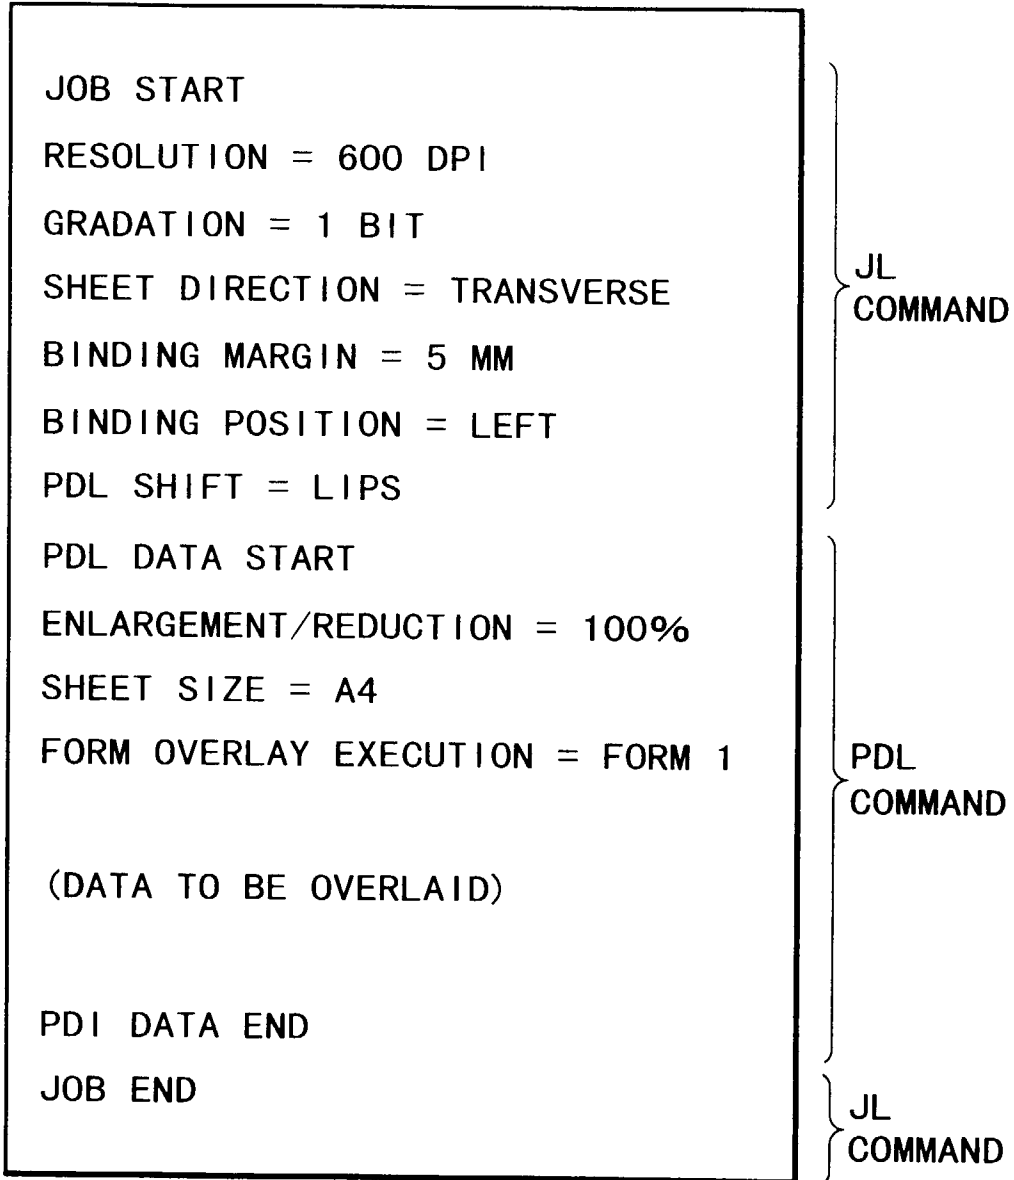 JOB START
RESOLUTION = 600 DPI
GRADATION = 1 BIT
SHEET DIRECTION = TRANSVERSE
BINDING MARGIN = 5 MM
BINDING POSITION = LEFT
PDL SHIFT = LIPS
JL
COMMAND
PDL DATA START
ENLARGEMENT/REDUCTION = 100%
SHEET SIZE = A4
FORM OVERLAY EXECUTION = FORM 1
(DATA TO BE OVERLAID)
PDI DATA END
PDL
COMMAND
JOB END
JL
COMMAND